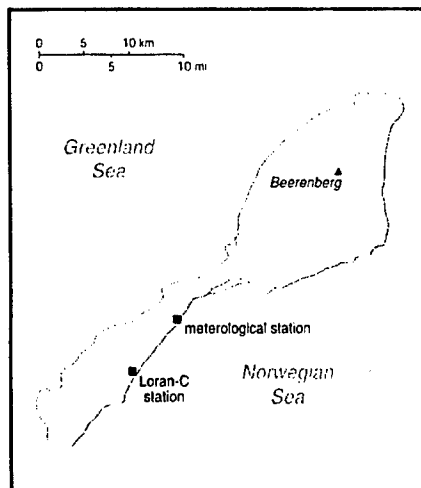 0 5 10 km
0 5 10 mi
Greenland
Sea
Beerenberg
meterological station
Loran-C
station
Norwegian
Sea